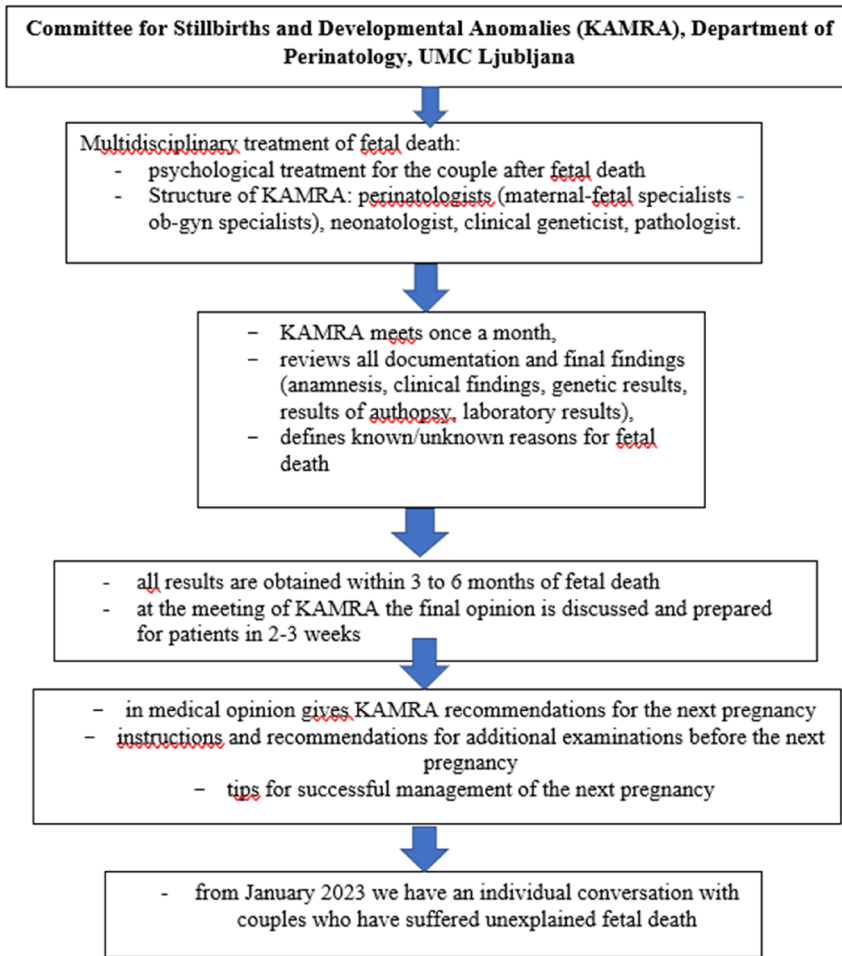 Committee for Stillbirths and Developmental Anomalies (KAMRA), Department of
Perinatology, UMC Ljubljana
Multidisciplinary treatment of fetal death:
- psychological treatment for the couple after fetal death
- Structure of KAMRA: perinatologists (maternal-fetal specialists -
ob-gyn specialists), neonatologist, clinical geneticist, pathologist.
- KAMRA meets once a month,
- reviews all documentation and final findings
(anamnesis, clinical findings, genetic results,
results of authopsy, laboratory results),
- defines known/unknown reasons for fetal
death
- all results are obtained within 3 to 6 months of fetal death
- at the meeting of KAMRA the final opinion is discussed and prepared
for patients in 2-3 weeks
- in medical opinion gives KAMRA recommendations for the next pregnancy
- instructions and recommendations for additional examinations before the next
pregnancy
- tips for successful management of the next pregnancy
- from January 2023 we have an individual conversation with
couples who have suffered unexplained fetal death